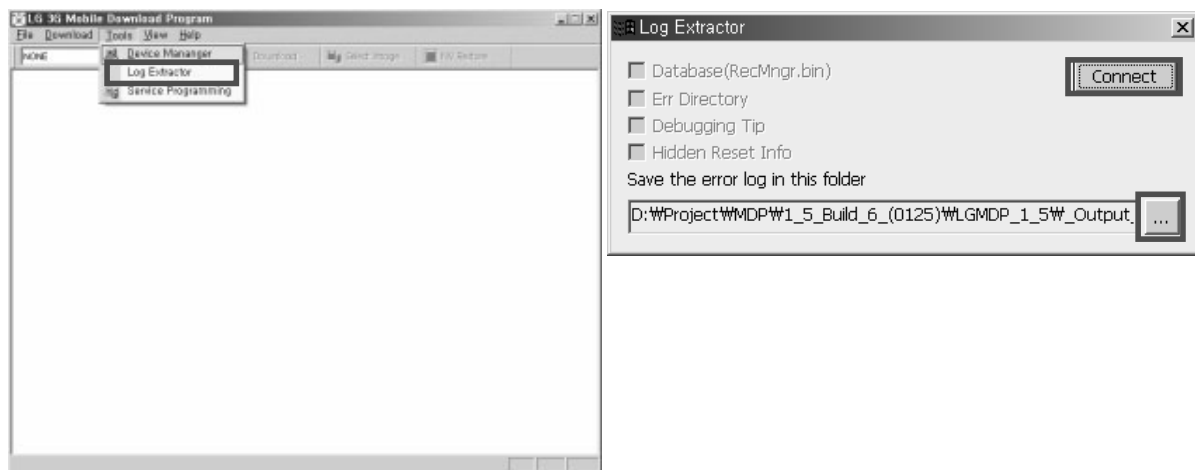 LG 3G Mobile Download Program
File Download Tools View Help
NONE
Download
Select Image
NV Restore
Device Mananger
Log Extractor
Service Programming
Log Extractor
Database(RecMngr.bin)
Connect
Err Directory
Debugging Tip
Hidden Reset Info
Save the error log in this folder
D:₩Project₩MDP₩1_5_Build_6_(0125)₩LGMDP_1_5₩_Output_
...